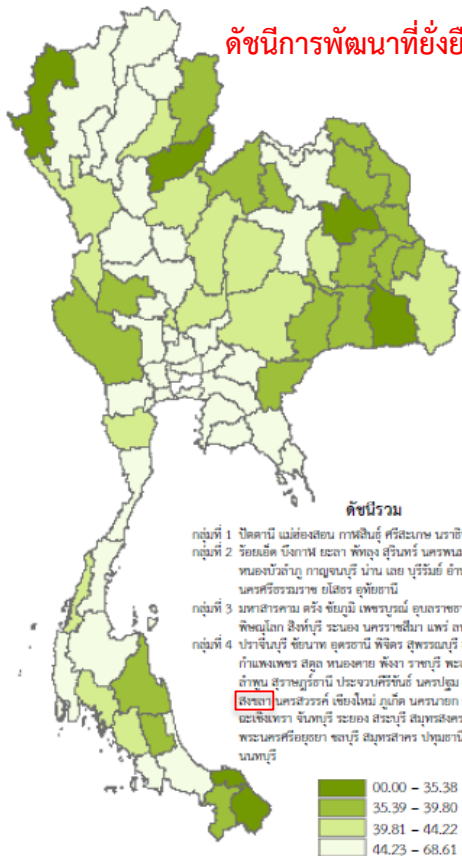 ดัชนีการพัฒนาที่ยั่งยื
ดัชนีรวม
กลุ่มที่ 1 ปัตตานี แม่ฮ่องสอน กาฬสินธุ์ ศรีสะเกษ นราธิ
กลุ่มที่ 2 ร้อยเอ็ด บึงกาฬ ยะลา พัทลุง สุรินทร์ นครพนม
หนองบัวลำภู กาญจนบุรี น่าน เลย บุรีรัมย์ อำน
นครศรีธรรมราช ยโสธร อุทัยธานี
กลุ่มที่ 3 มหาสารคาม ตรัง ชัยภูมิ เพชรบูรณ์ อุบลราชธา
พิษณุโลก สิงห์บุรี ระนอง นครราชสีมา แพร่ ลพ
กลุ่มที่ 4 ปราจีนบุรี ชัยนาท อุดรธานี พิจิตร สุพรรณบุรี
กำแพงเพชร สตูล หนองคาย พังงา ราชบุรี พะเ
ลำพูน สุราษฎร์ธานี ประจวบคีรีขันธ์ นครปฐม
สงขลา นครสวรรค์ เชียงใหม่ ภูเก็ต นครนายก
ฉะเชิงเทรา จันทบุรี ระยอง สระบุรี สมุทรสงคร
พระนครศรีอยุธยา ชลบุรี สมุทรสาคร ปทุมธานี
นนทบุรี
00.00 – 35.38
35.39 – 39.80
39.81 – 44.22
44.23 – 68.61